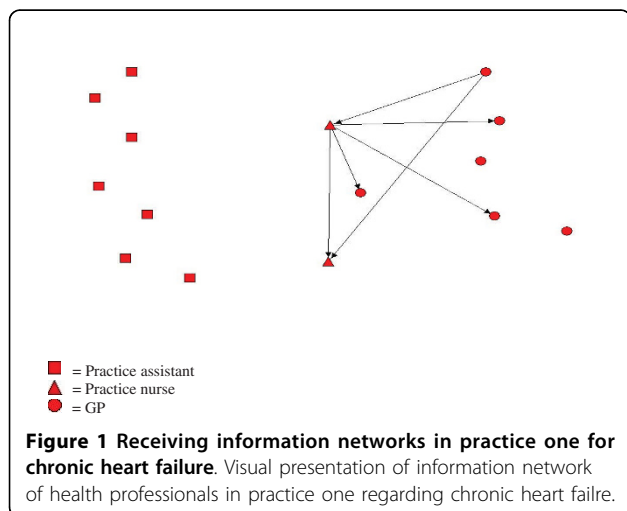 = Practice assistant
= Practice nurse
= GP
Figure 1 Receiving information networks in practice one for
chronic heart failure. Visual presentation of information network
of health professionals in practice one regarding chronic heart failre.